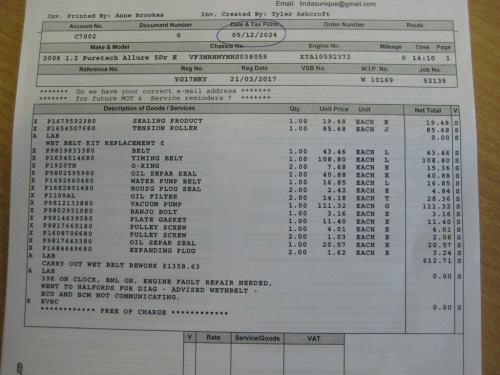 Email: lindasunique@gmail.com
Inv. Printed By: Anne Brookes Inv. Created By: Tyler Ashcroft
Account No. Document Number Date & Tax Point Order Number Route
C7002 0 05/12/2024
Make & Model Chassis No. Engine No. Mileage Time Page
3008 1.2 Puretech Allure 5Dr E VF3MRHNYMHS038059 XTA10592372 0 14:10 1
Reference No. Reg No. Reg Date VSB No. W.I.P. No. Job No.
YG17NRY 21/03/2017 W 10169 52135
******* Do we have your correct e-mail address *******
******* for future MOT & Service reminders ? *******
Description of Goods / Services Qty. Unit Price Unit Net Total V
X P1679592380 SEALING PRODUCT 1.00 19.48 EACH E 19.48 S
X P1654507680 TENSION ROLLER 1.00 85.68 EACH J 85.68 S
A LAB 0.00 S
WET BELT KIT REPLACEMENT £
X P9819833380 BELT 1.00 43.46 EACH L 43.46 S
X P1654514680 TIMING BELT 1.00 108.80 EACH L 108.80 S
X P1920TN O-RING 2.00 7.68 EACH E 15.36 S
X P9802595980 OIL SEPAR SEAL 1.00 40.88 EACH E 40.88 S
X P1692660480 WATER PUMP BELT 1.00 16.85 EACH L 16.85 S
X P1682801480 HOUSG PLUG SEAL 2.00 2.42 EACH E 4.84 S
X P1109AL OIL FILTER 2.00 14.18 EACH T 28.36 S
X P9812133880 VACUUM PUMP 1.00 111.32 EACH G 111.32 S
X P9802931080 BANJO BOLT 1.00 3.16 EACH E 3.16 S
X P9814639380 PLATE GASKET 1.00 11.40 EACH E 11.40 S
X P9817665180 PULLEY SCREW 1.00 4.01 EACH E 4.01 S
X P1608706680 PULLEY SCREW 2.00 1.03 EACH E 2.06 S
X P9817643380 OIL SEPAR SEAL 1.00 20.57 EACH E 20.57 S
X P1684449680 EXPANDING PLUG 2.00 1.62 EACH E 3.24 S
A LAB 612.71 S
CARRY OUT WET BELT REWORK £1358.63
A LAB 0.00 S
39E ON CLOCK, EML ON, ENGINE FAULT REPAIR NEEDED,
WENT TO HALFORDS FOR DIAG - ADVISED WETNBELT -
ECU AND BCM NOT COMMUNICATING.
A EVHC 0.00 S
************ FREE OF CHARGE ************
V Rate Service/Goods VAT